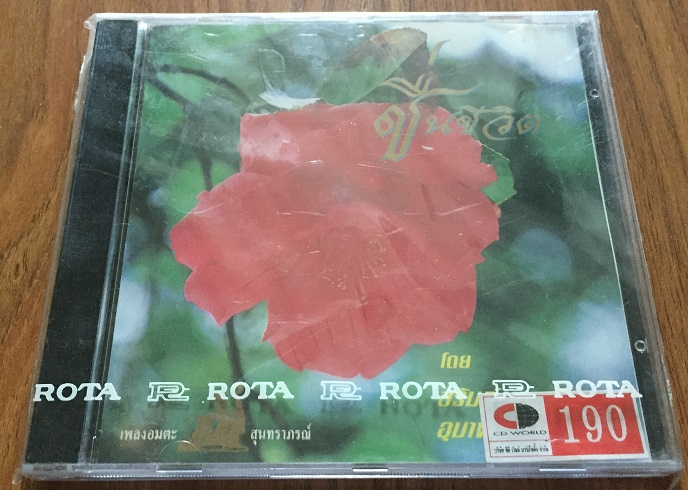 ชื่นชีวิต
โดย
ROTA R ROTA R ROTA R ROTA
เพลงอมตะ สุนทราภรณ์
CD WORLD
190